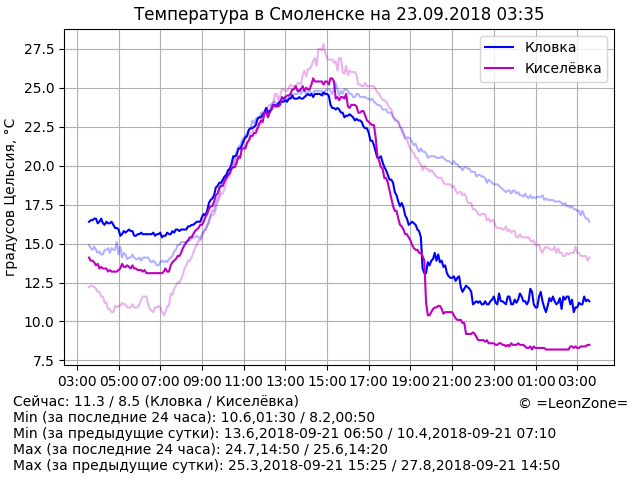 Температура в Смоленске на 23.09.2018 03:35
градусов Цельсия, °C
27.5
25.0
22.5
20.0
17.5
15.0
12.5
10.0
7.5
Кловка
Киселёвка
03:00 05:00 07:00 09:00 11:00 13:00 15:00 17:00 19:00 21:00 23:00 01:00 03:00
Сейчас: 11.3 / 8.5 (Кловка / Киселёвка)
© =LeonZone=
Min (за последние 24 часа): 10.6,01:30 / 8.2,00:50
Min (за предыдущие сутки): 13.6,2018-09-21 06:50 / 10.4,2018-09-21 07:10
Max (за последние 24 часа): 24.7,14:50 / 25.6,14:20
Max (за предыдущие сутки): 25.3,2018-09-21 15:25 / 27.8,2018-09-21 14:50